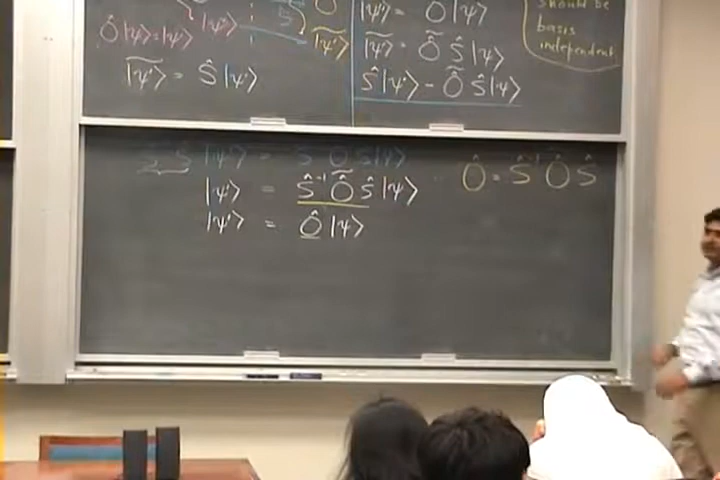 Ô|ψ⟩=|ψ'⟩
|ψ'⟩
|ψ̃'⟩
|ψ̃⟩ = Ŝ|ψ⟩
|ψ'⟩ = Ô|ψ⟩
|ψ̃'⟩ = Õ̂ Ŝ|ψ⟩
Ŝ|ψ'⟩ = Õ̂ Ŝ|ψ⟩
should be
basis
independent
|ψ'⟩ = Ŝ⁻¹ Õ̂ Ŝ|ψ⟩
Ô = Ŝ⁻¹ Õ̂ Ŝ
|ψ'⟩ = Ô|ψ⟩